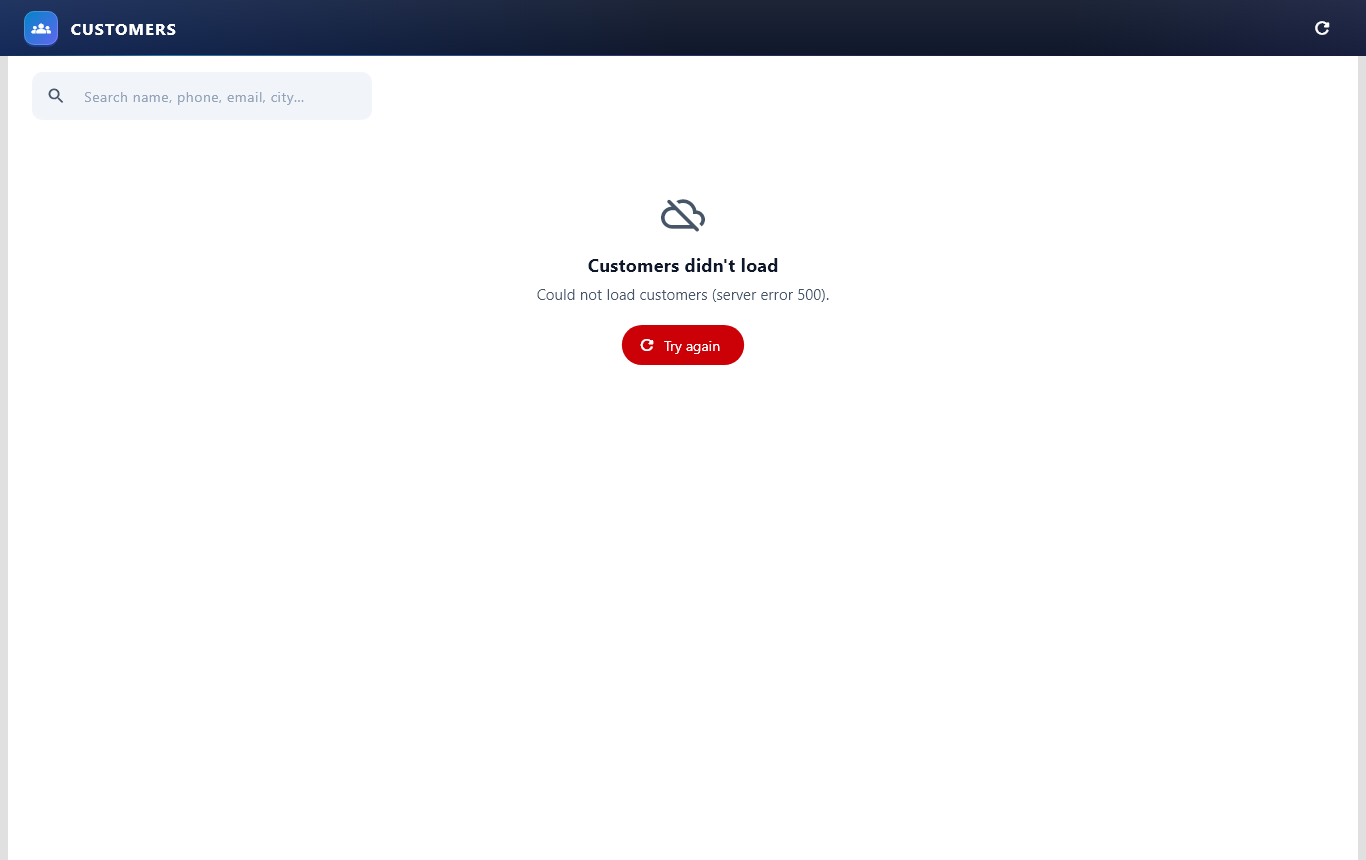 CUSTOMERS
Search name, phone, email, city...
Customers didn't load
Could not load customers (server error 500).
Try again